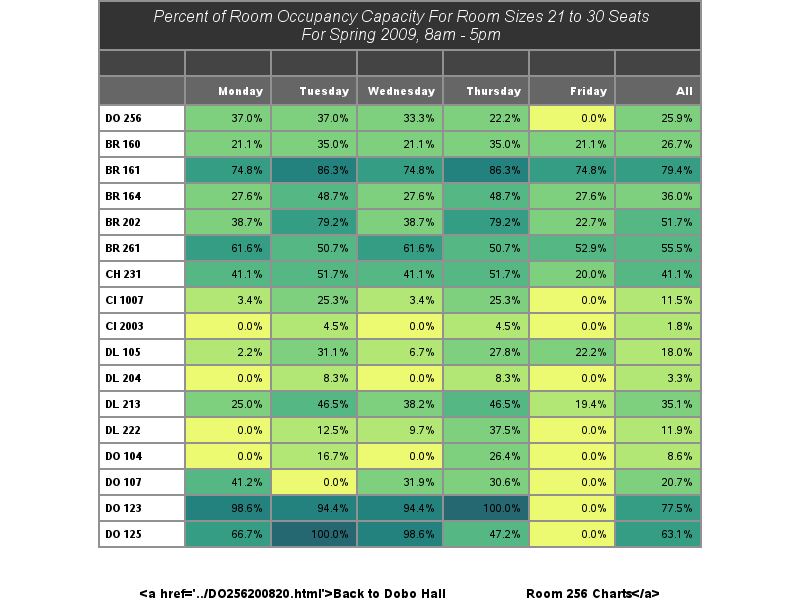 Percent of Room Occupancy Capacity For Room Sizes 21 to 30 Seats
For Spring 2009, 8am - 5pm
Monday Tuesday Wednesday Thursday Friday All
DO 256 37.0% 37.0% 33.3% 22.2% 0.0% 25.9%
BR 160 21.1% 35.0% 21.1% 35.0% 21.1% 26.7%
BR 161 74.8% 86.3% 74.8% 86.3% 74.8% 79.4%
BR 164 27.6% 48.7% 27.6% 48.7% 27.6% 36.0%
BR 202 38.7% 79.2% 38.7% 79.2% 22.7% 51.7%
BR 261 61.6% 50.7% 61.6% 50.7% 52.9% 55.5%
CH 231 41.1% 51.7% 41.1% 51.7% 20.0% 41.1%
CI 1007 3.4% 25.3% 3.4% 25.3% 0.0% 11.5%
CI 2003 0.0% 4.5% 0.0% 4.5% 0.0% 1.8%
DL 105 2.2% 31.1% 6.7% 27.8% 22.2% 18.0%
DL 204 0.0% 8.3% 0.0% 8.3% 0.0% 3.3%
DL 213 25.0% 46.5% 38.2% 46.5% 19.4% 35.1%
DL 222 0.0% 12.5% 9.7% 37.5% 0.0% 11.9%
DO 104 0.0% 16.7% 0.0% 26.4% 0.0% 8.6%
DO 107 41.2% 0.0% 31.9% 30.6% 0.0% 20.7%
DO 123 98.6% 94.4% 94.4% 100.0% 0.0% 77.5%
DO 125 66.7% 100.0% 98.6% 47.2% 0.0% 63.1%
<a href='../DO256200820.html'>Back to Dobo Hall Room 256 Charts</a>